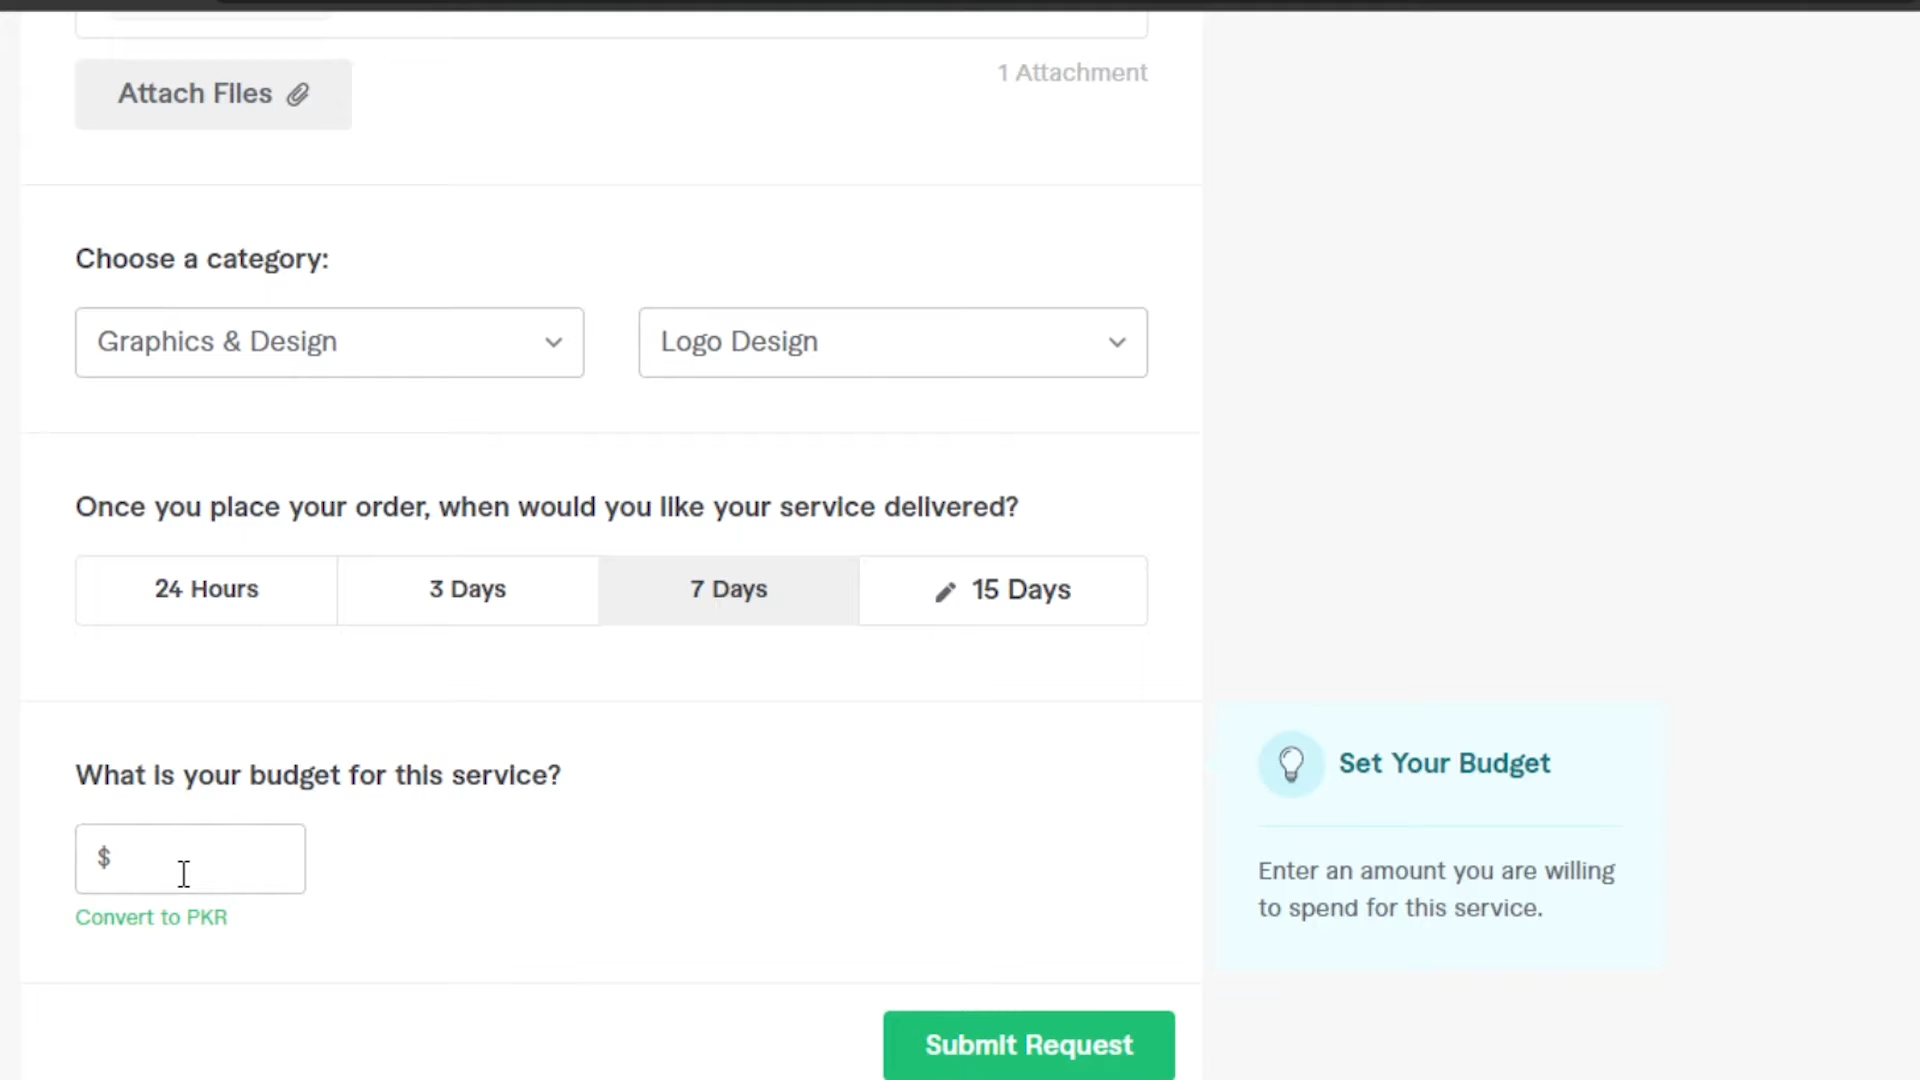 1 Attachment
Attach Files
Choose a category:
Graphics & Design
Logo Design
Once you place your order, when would you like your service delivered?
24 Hours
3 Days
7 Days
15 Days
What is your budget for this service?
$
Convert to PKR
Set Your Budget
Enter an amount you are willing
to spend for this service.
Submit Request